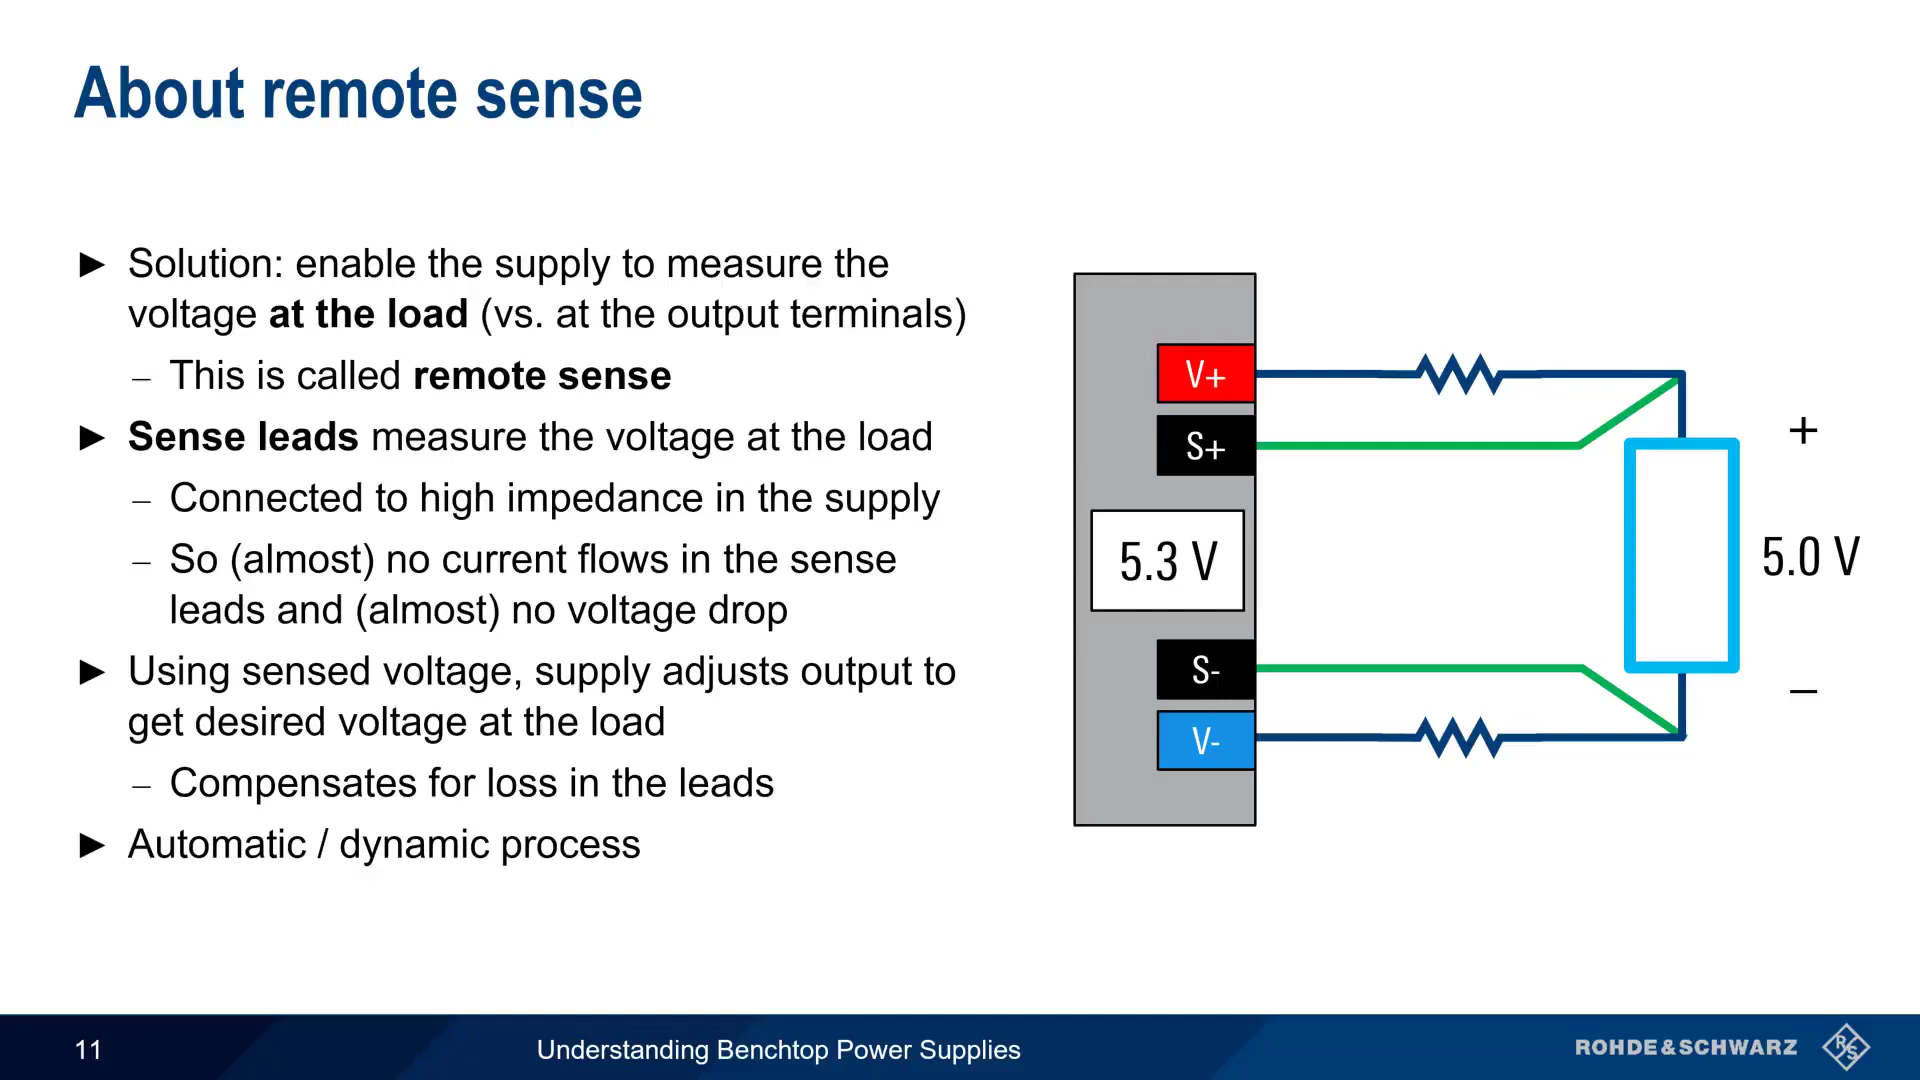 About remote sense
► Solution: enable the supply to measure the
voltage at the load (vs. at the output terminals)
– This is called remote sense
► Sense leads measure the voltage at the load
– Connected to high impedance in the supply
– So (almost) no current flows in the sense
leads and (almost) no voltage drop
► Using sensed voltage, supply adjusts output to
get desired voltage at the load
– Compensates for loss in the leads
► Automatic / dynamic process
V+
S+
5.3 V
S-
V-
+
5.0 V
–
11
Understanding Benchtop Power Supplies
ROHDE&SCHWARZ
R&S